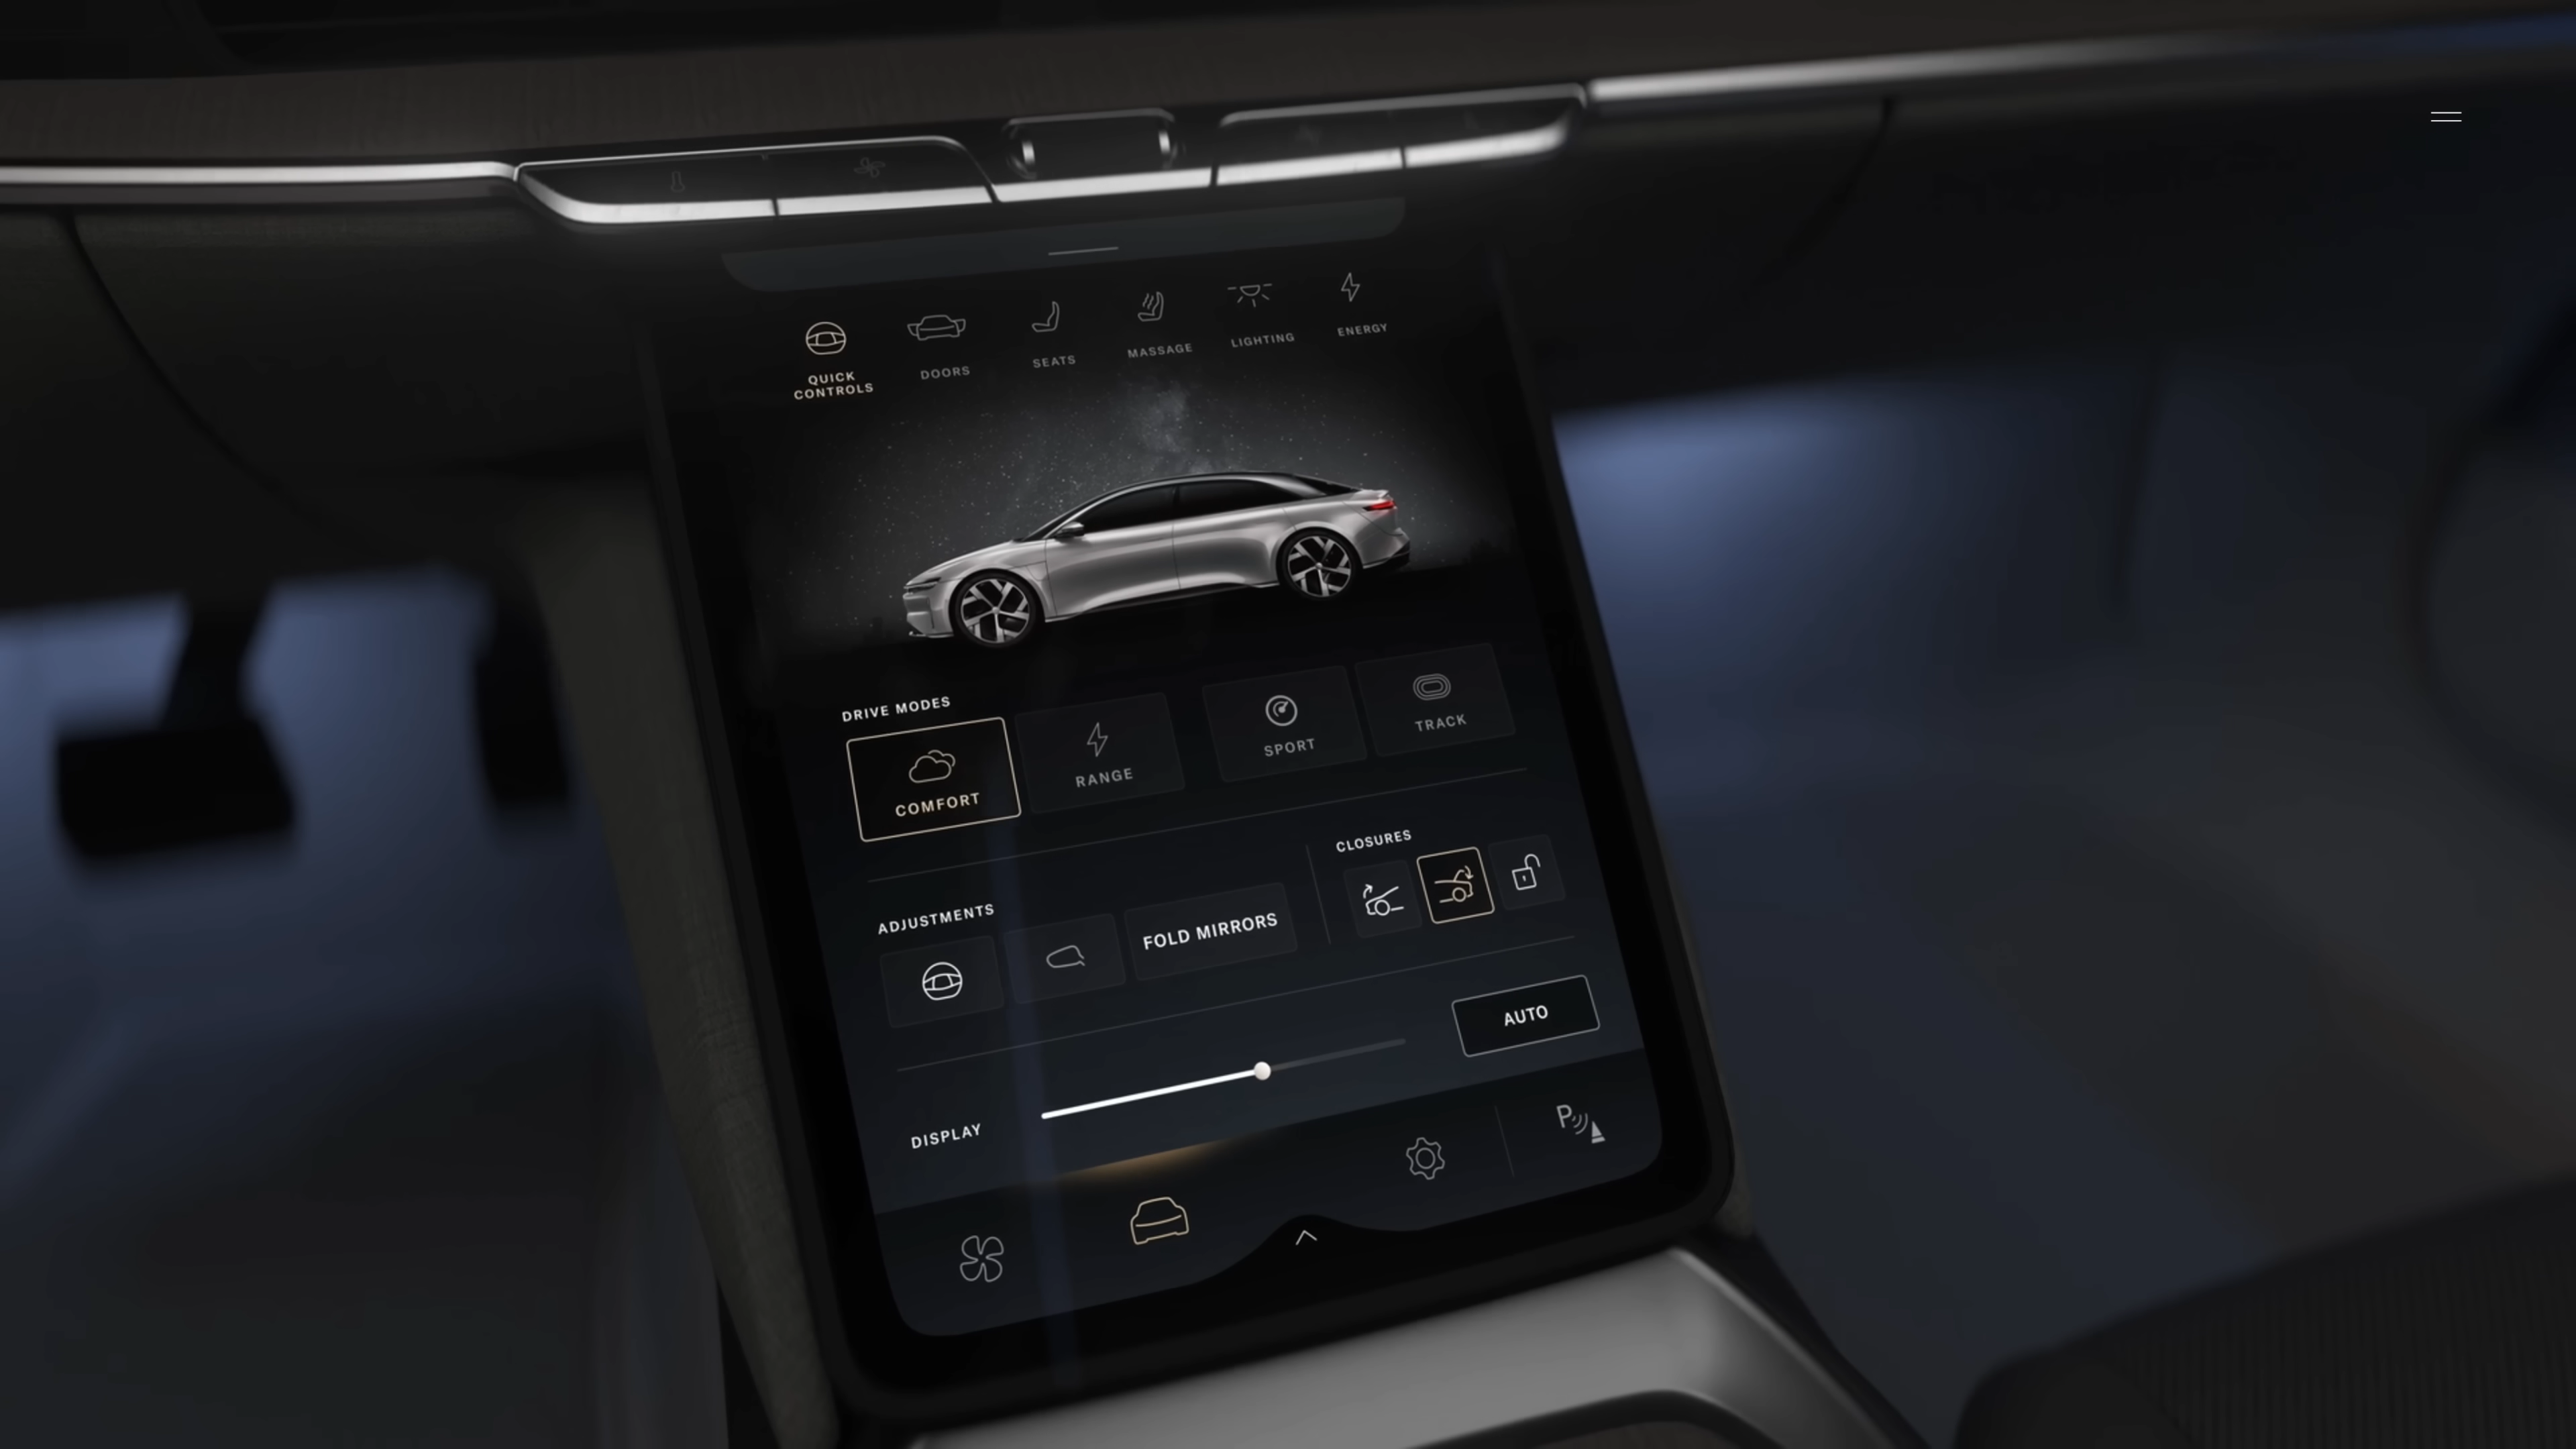 QUICK
CONTROLS
DOORS
SEATS
MASSAGE
LIGHTING
ENERGY
DRIVE MODES
COMFORT
RANGE
SPORT
TRACK
ADJUSTMENTS
FOLD MIRRORS
CLOSURES
DISPLAY
AUTO
P